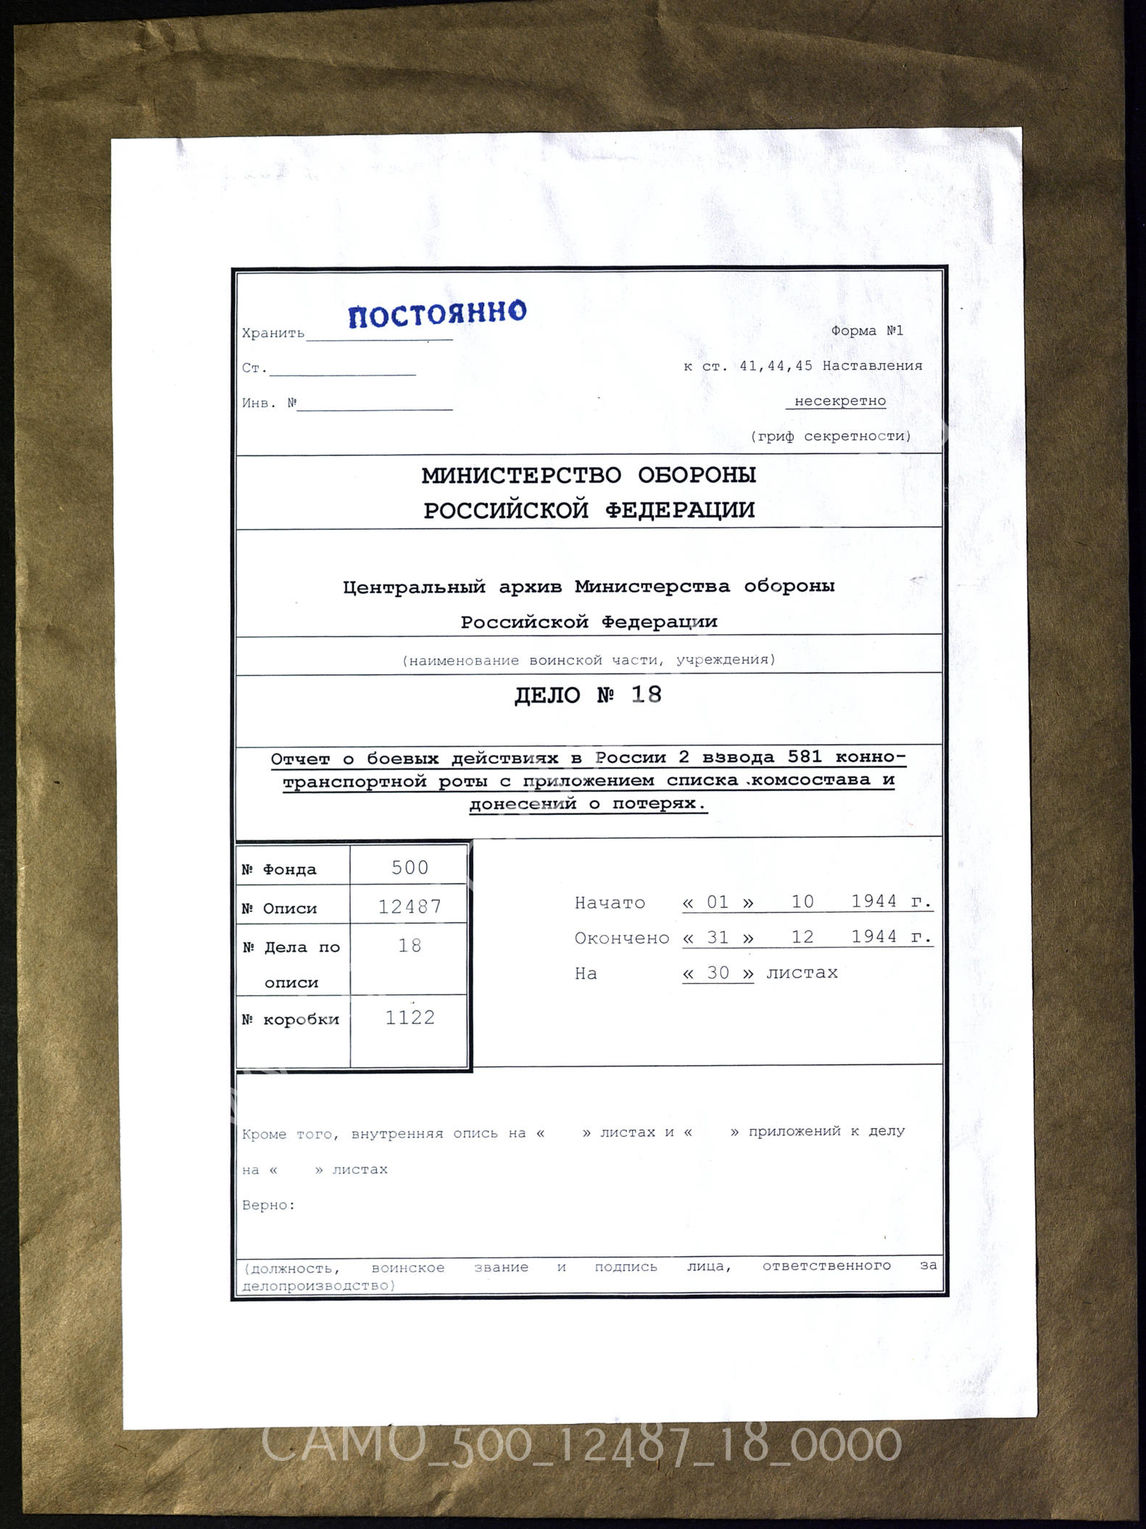 Хранить ПОСТОЯННО
Форма №1
Ст.
к ст. 41,44,45 Наставления
Инв. №
несекретно
(гриф секретности)
МИНИСТЕРСТВО ОБОРОНЫ
РОССИЙСКОЙ ФЕДЕРАЦИИ
Центральный архив Министерства обороны
Российской Федерации
(наименование воинской части, учреждения)
ДЕЛО № 18
Отчет о боевых действиях в России 2 взвода 581 конно-
транспортной роты с приложением списка комсостава и
донесений о потерях.
№ Фонда 500
№ Описи 12487
№ Дела по 18
описи
№ коробки 1122
Начато « 01 » 10 1944 г.
Окончено « 31 » 12 1944 г.
На « 30 » листах
Кроме того, внутренняя опись на « » листах и « » приложений к делу
на « » листах
Верно:
(должность, воинское звание и подпись лица, ответственного за
делопроизводство)
CAMO_500_12487_18_0000